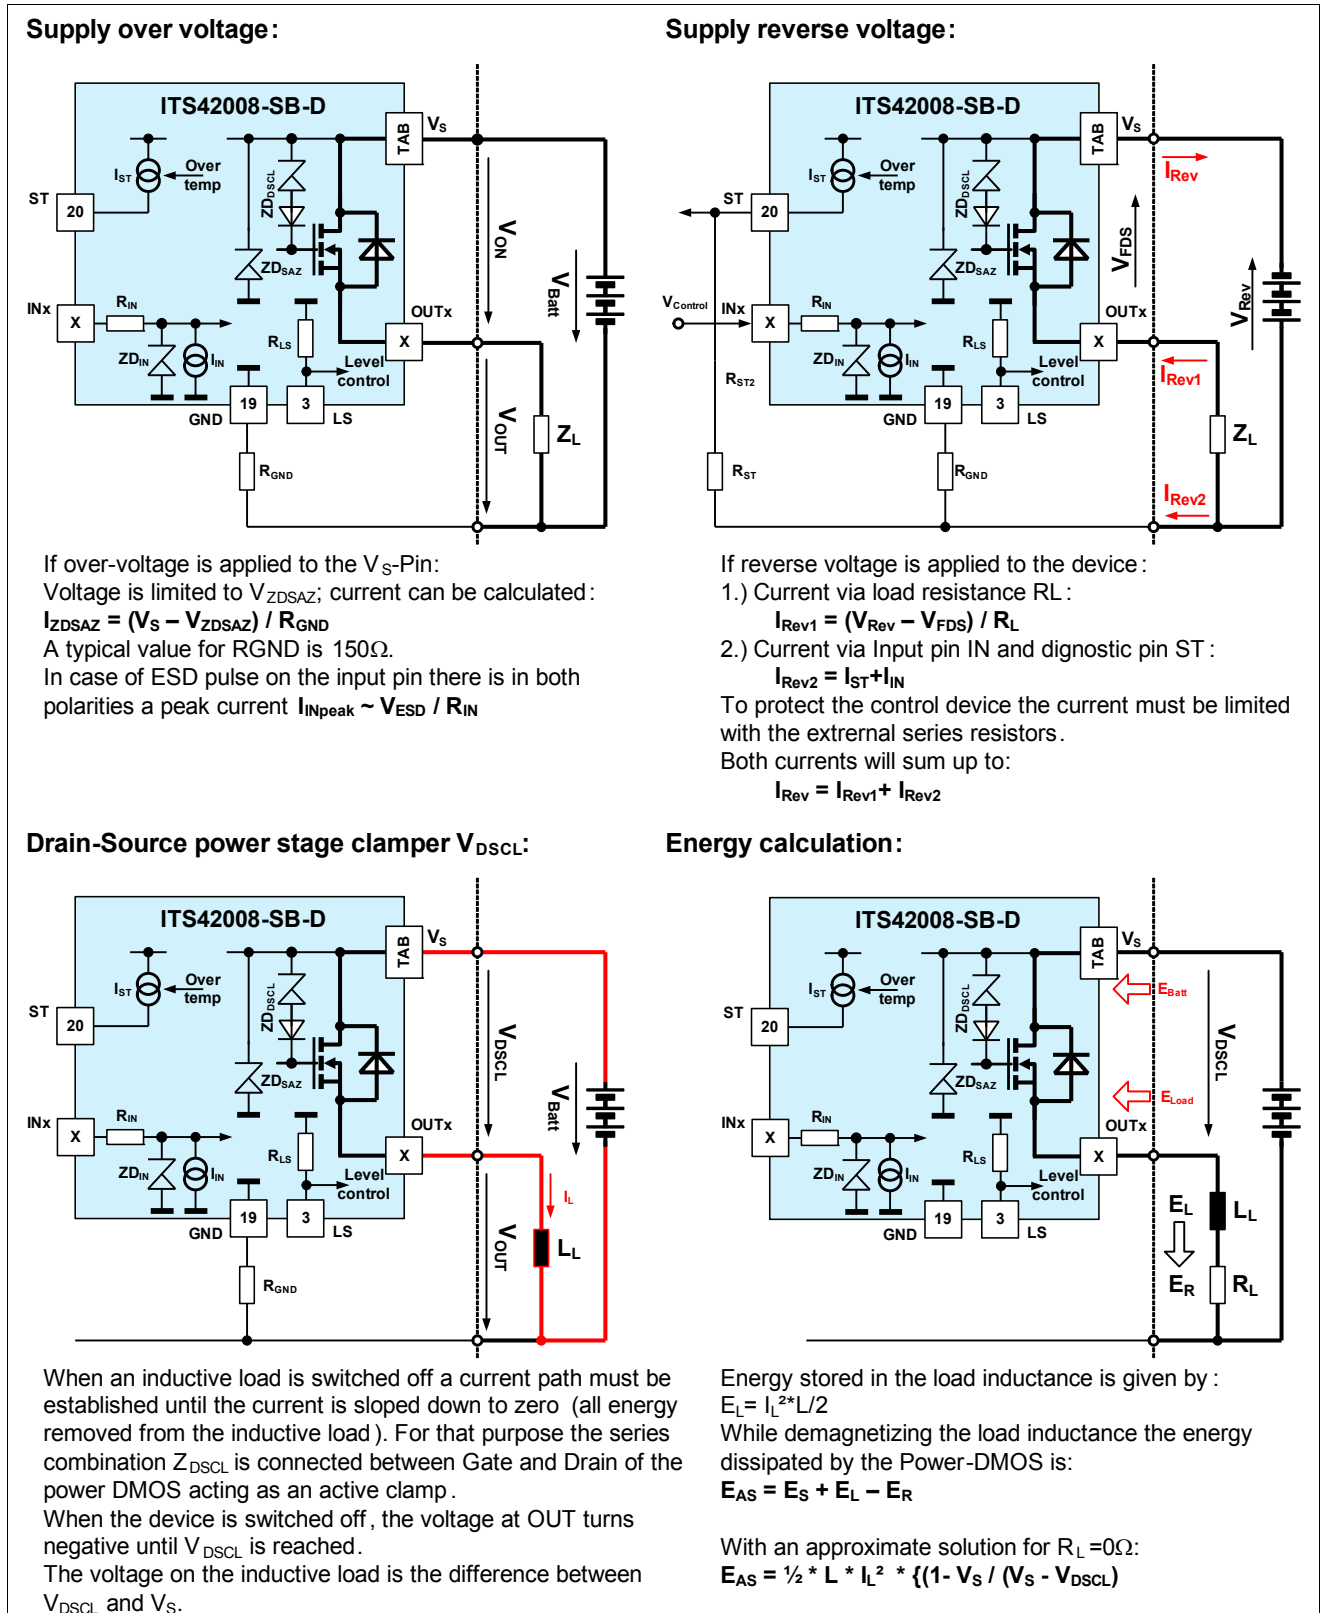 Supply over voltage:
ITS42008-SB-D
TAB
VS
IST
Over
temp
ST
20
ZDDSCL
ZDSAZ
VON
VBatt
INx
X
RIN
ZDIN
IIN
RLS
Level
control
OUTx
X
GND
19
3
LS
VOUT
ZL
RGND
If over-voltage is applied to the VS-Pin:
Voltage is limited to VZDSAZ; current can be calculated:
IZDSAZ = (VS – VZDSAZ) / RGND
A typical value for RGND is 150Ω.
In case of ESD pulse on the input pin there is in both
polarities a peak current IINpeak ~ VESD / RIN
Supply reverse voltage:
ITS42008-SB-D
TAB
VS
IRev
IST
Over
temp
ST
20
ZDDSCL
ZDSAZ
VFDS
VRev
VControl
INx
X
RIN
ZDIN
IIN
RLS
Level
control
OUTx
X
IRev1
RST2
GND
19
3
LS
ZL
RST
RGND
IRev2
If reverse voltage is applied to the device:
1.) Current via load resistance RL:
IRev1 = (VRev – VFDS) / RL
2.) Current via Input pin IN and dignostic pin ST:
IRev2 = IST+IIN
To protect the control device the current must be limited
with the extrernal series resistors.
Both currents will sum up to:
IRev = IRev1+ IRev2
Drain-Source power stage clamper VDSCL:
ITS42008-SB-D
TAB
VS
IST
Over
temp
ST
20
ZDDSCL
ZDSAZ
VDSCL
VBatt
INx
X
RIN
ZDIN
IIN
RLS
Level
control
OUTx
X
IL
GND
19
3
LS
VOUT
LL
RGND
When an inductive load is switched off a current path must be
established until the current is sloped down to zero (all energy
removed from the inductive load). For that purpose the series
combination ZDSCL is connected between Gate and Drain of the
power DMOS acting as an active clamp.
When the device is switched off, the voltage at OUT turns
negative until VDSCL is reached.
The voltage on the inductive load is the difference between
VDSCL and VS.
Energy calculation:
ITS42008-SB-D
TAB
VS
EBatt
IST
Over
temp
ST
20
ZDDSCL
ZDSAZ
VDSCL
ELoad
INx
X
RIN
ZDIN
IIN
RLS
Level
control
OUTx
X
GND
19
3
LS
EL
LL
ER
RL
Energy stored in the load inductance is given by:
EL= IL²*L/2
While demagnetizing the load inductance the energy
dissipated by the Power-DMOS is:
EAS = ES + EL – ER
With an approximate solution for RL =0Ω:
EAS = ½ * L * IL² * {(1- VS / (VS - VDSCL)